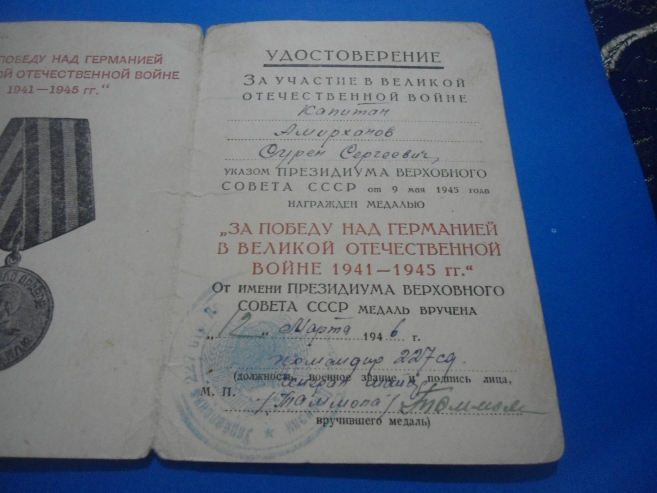 О ПОБЕДУ НАД ГЕРМАНИЕЙ
ОЙ ОТЕЧЕСТВЕННОЙ ВОЙНЕ
1941—1945 гг.“
УДОСТОВЕРЕНИЕ
ЗА УЧАСТИЕ В ВЕЛИКОЙ
ОТЕЧЕСТВЕННОЙ ВОЙНЕ
капитан
Амирханов
Сурен Сергеевич,
указом ПРЕЗИДИУМА ВЕРХОВНОГО
СОВЕТА СССР от 9 мая 1945 года
НАГРАЖДЕН МЕДАЛЬЮ
„ЗА ПОБЕДУ НАД ГЕРМАНИЕЙ
В ВЕЛИКОЙ ОТЕЧЕСТВЕННОЙ
ВОЙНЕ 1941—1945 гг.“
От имени ПРЕЗИДИУМА ВЕРХОВНОГО
СОВЕТА СССР МЕДАЛЬ ВРУЧЕНА
„12“ Марта 1946 г.
Командир 227 сд.
(должность, военное звание и подпись лица,
М. П.
вручившего медаль)